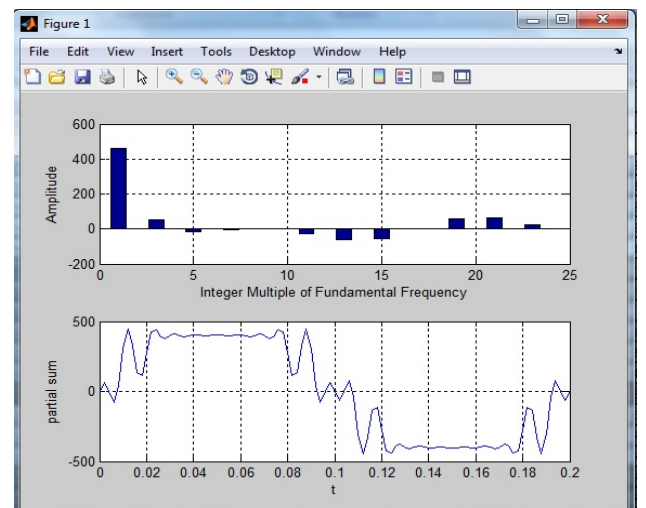 Figure 1
File Edit View Insert Tools Desktop Window Help
600
400
200
0
-200
Amplitude
0 5 10 15 20 25
Integer Multiple of Fundamental Frequency
500
0
-500
partial sum
0 0.02 0.04 0.06 0.08 0.1 0.12 0.14 0.16 0.18 0.2
t